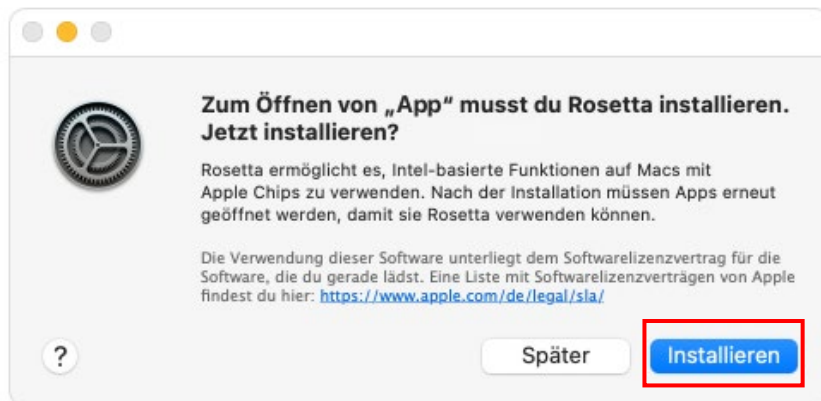 Zum Öffnen von „App“ musst du Rosetta installieren.
Jetzt installieren?
Rosetta ermöglicht es, Intel-basierte Funktionen auf Macs mit
Apple Chips zu verwenden. Nach der Installation müssen Apps erneut
geöffnet werden, damit sie Rosetta verwenden können.
Die Verwendung dieser Software unterliegt dem Softwarelizenzvertrag für die
Software, die du gerade lädst. Eine Liste mit Softwarelizenzverträgen von Apple
findest du hier: https://www.apple.com/de/legal/sla/
?
Später
Installieren